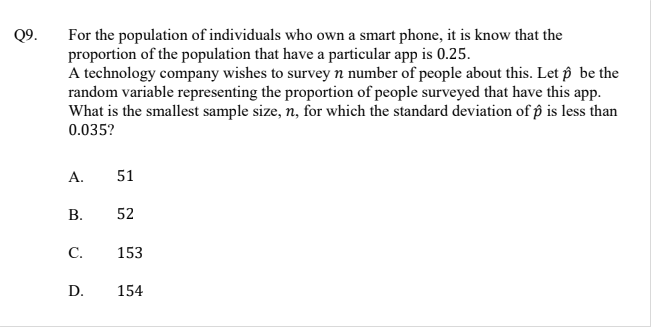 Q9. For the population of individuals who own a smart phone, it is know that the
proportion of the population that have a particular app is 0.25.
A technology company wishes to survey n number of people about this. Let p̂ be the
random variable representing the proportion of people surveyed that have this app.
What is the smallest sample size, n, for which the standard deviation of p̂ is less than
0.035?
A. 51
B. 52
C. 153
D. 154